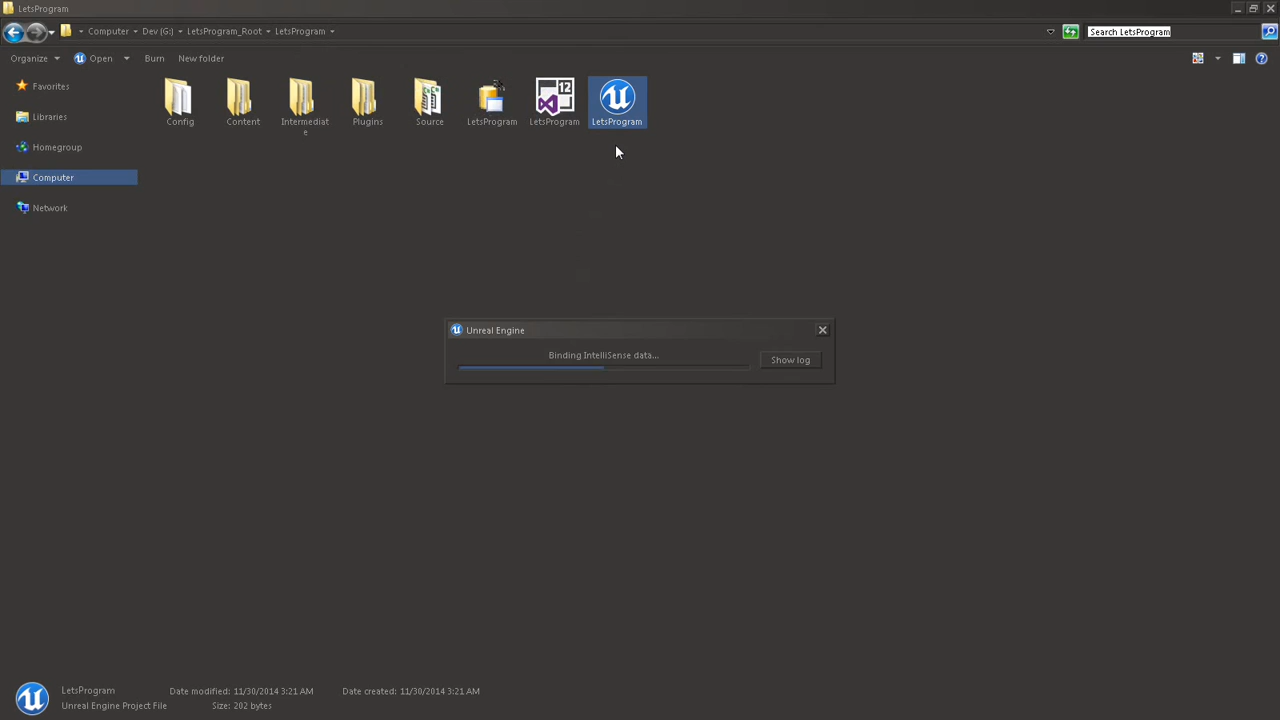 LetsProgram
Computer Dev (G:) LetsProgram_Root LetsProgram
Search LetsProgram
Organize Open Burn New folder
Favorites
Libraries
Homegroup
Computer
Network
Config
Content
Intermediat
e
Plugins
Source
LetsProgram
12
LetsProgram
LetsProgram
Unreal Engine
Binding IntelliSense data...
Show log
LetsProgram Date modified: 11/30/2014 3:21 AM Date created: 11/30/2014 3:21 AM
Unreal Engine Project File Size: 202 bytes